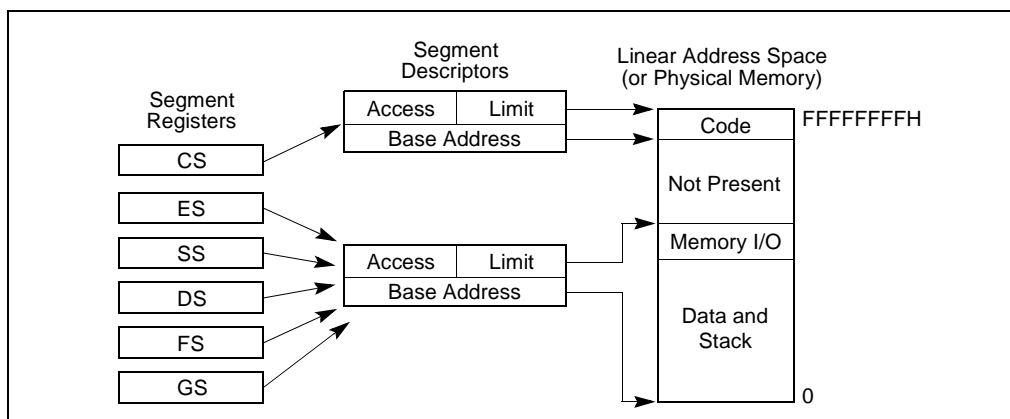 Segment
Registers
CS
ES
SS
DS
FS
GS
Segment
Descriptors
Access Limit
Base Address
Access Limit
Base Address
Linear Address Space
(or Physical Memory)
Code
FFFFFFFFH
Not Present
Memory I/O
Data and
Stack
0